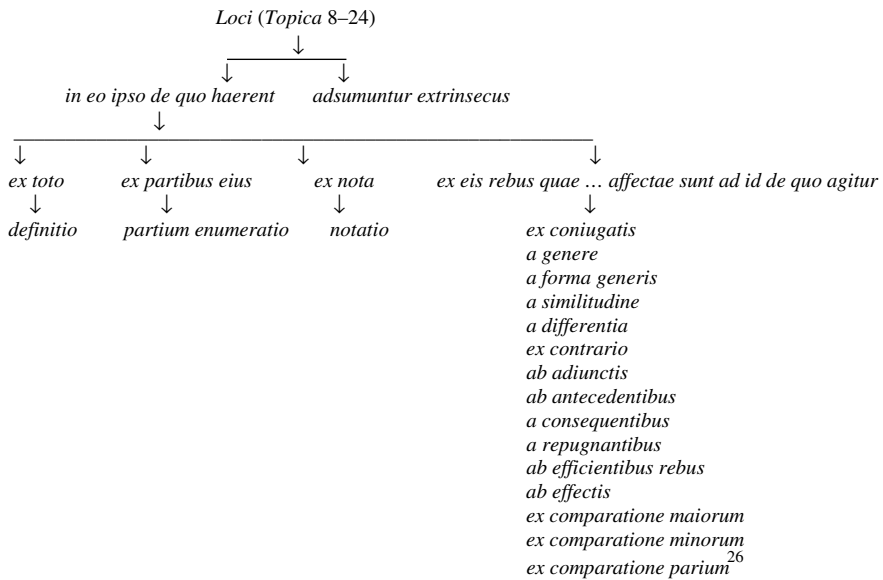 Loci (Topica 8–24)
in eo ipso de quo haerent adsumuntur extrinsecus
ex toto ex partibus eius ex nota ex eis rebus quae … affectae sunt ad id de quo agitur
definitio partium enumeratio notatio ex coniugatis
a genere
a forma generis
a similitudine
a differentia
ex contrario
ab adiunctis
ab antecedentibus
a consequentibus
a repugnantibus
ab efficientibus rebus
ab effectis
ex comparatione maiorum
ex comparatione minorum
ex comparatione parium26